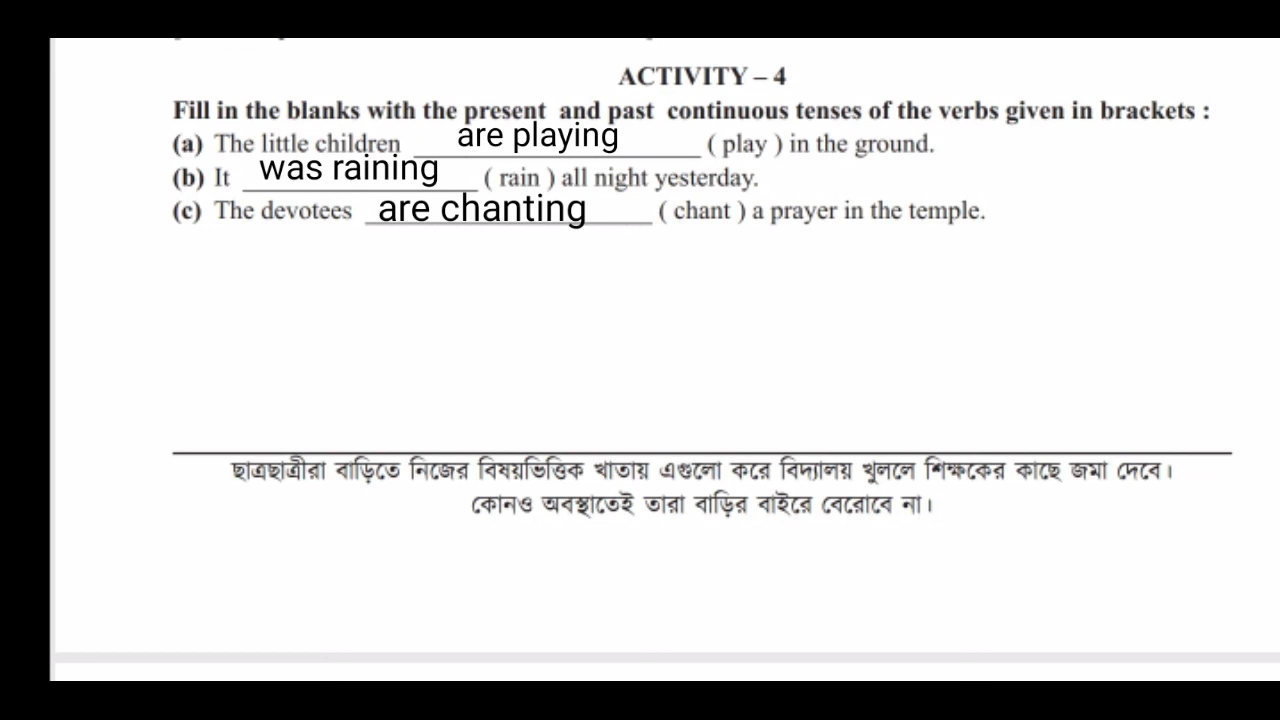 ACTIVITY – 4
Fill in the blanks with the present and past continuous tenses of the verbs given in brackets :
(a) The little children are playing ( play ) in the ground.
(b) It was raining ( rain ) all night yesterday.
(c) The devotees are chanting ( chant ) a prayer in the temple.
ছাত্রছাত্রীরা বাড়িতে নিজের বিষয়ভিত্তিক খাতায় এগুলো করে বিদ্যালয় খুললে শিক্ষকের কাছে জমা দেবে।
কোনও অবস্থাতেই তারা বাড়ির বাইরে বেরোবে না।